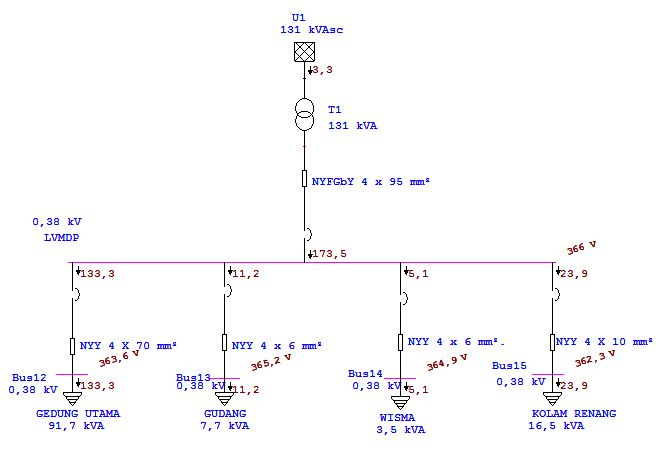 U1
131 kVAsc
3,3
T1
131 kVA
NYFGbY 4 x 95 mm²
0,38 kV
LVMDP
173,5
366 V
133,3
11,2
5,1
23,9
NYY 4 X 70 mm²
NYY 4 x 6 mm²
NYY 4 x 6 mm².
NYY 4 X 10 mm²
363,6 V
365,2 V
364,9 V
362,3 V
Bus12
0,38 kV
Bus13
0,38 kV
Bus14
0,38 kV
Bus15
0,38 kV
133,3
11,2
5,1
23,9
GEDUNG UTAMA
91,7 kVA
GUDANG
7,7 kVA
WISMA
3,5 kVA
KOLAM RENANG
16,5 kVA